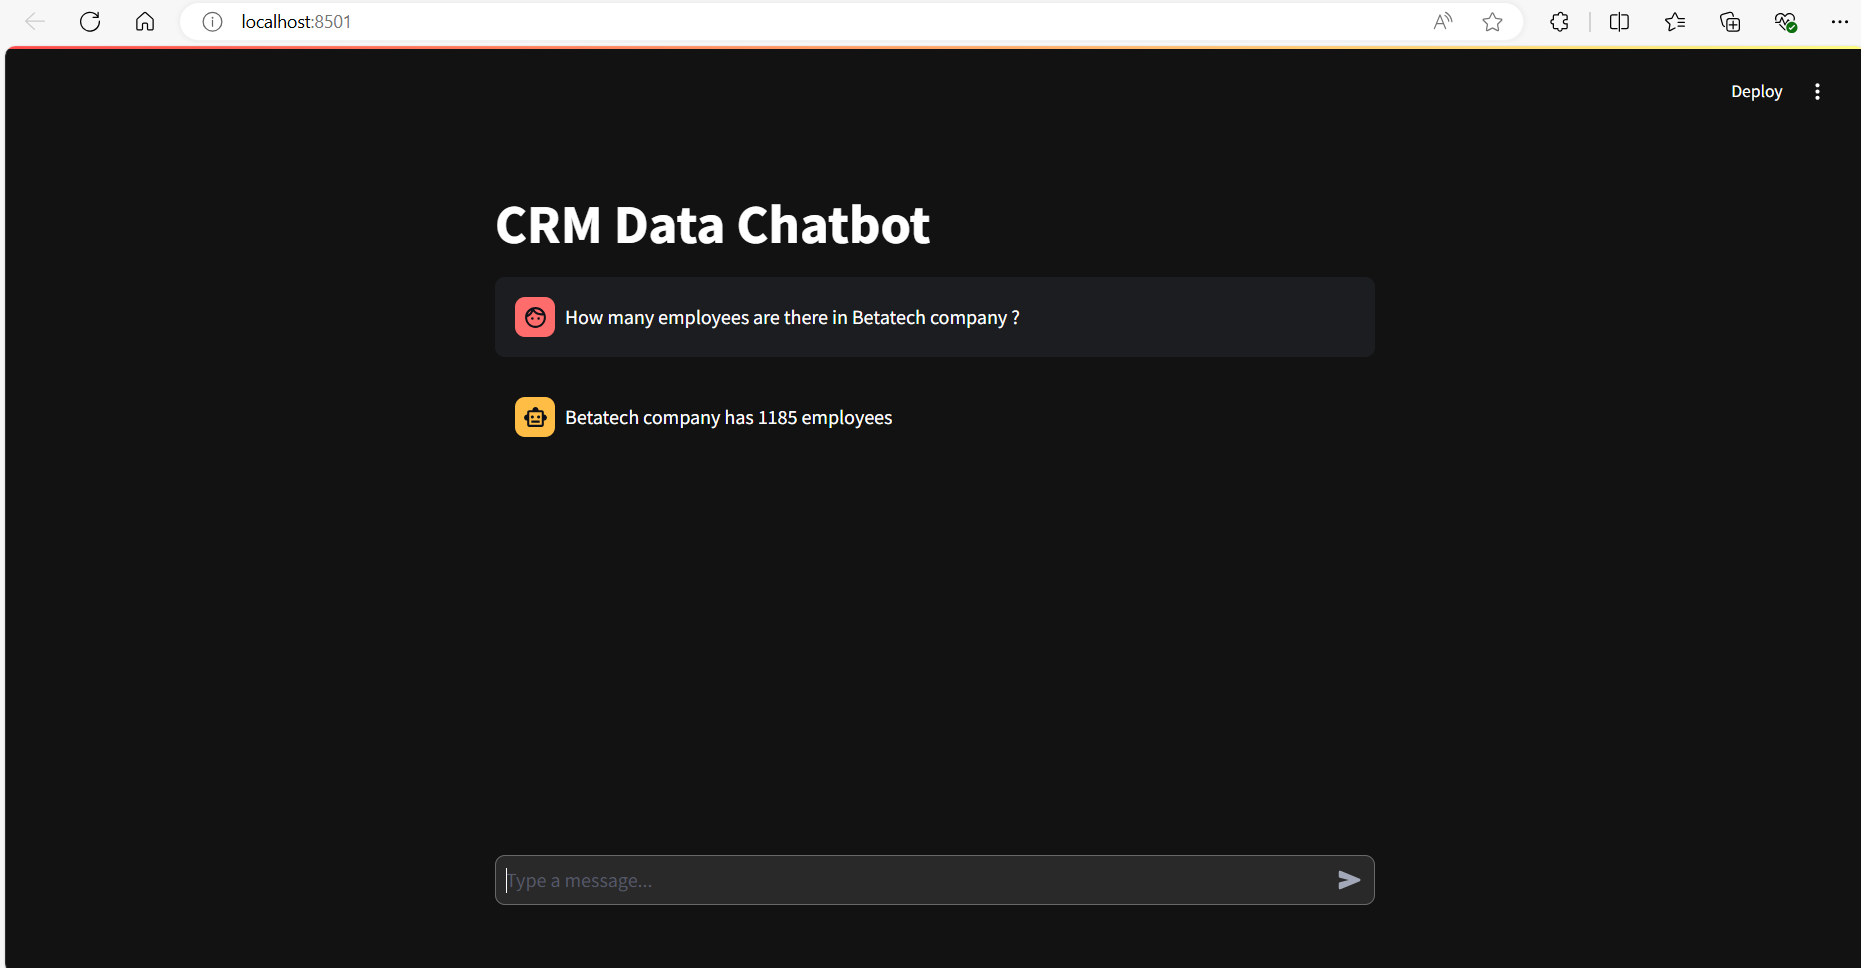 localhost:8501
Deploy
CRM Data Chatbot
How many employees are there in Betatech company ?
Betatech company has 1185 employees
Type a message...